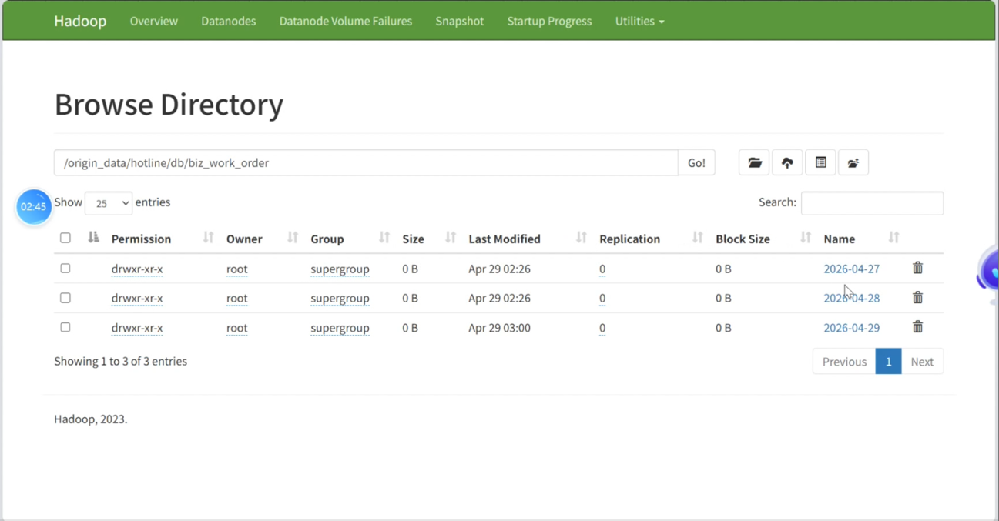 Hadoop Overview Datanodes Datanode Volume Failures Snapshot Startup Progress Utilities
Browse Directory
/origin_data/hotline/db/biz_work_order Go!
02:45
Show 25 entries Search:
Permission Owner Group Size Last Modified Replication Block Size Name
drwxr-xr-x root supergroup 0 B Apr 29 02:26 0 0 B 2026-04-27
drwxr-xr-x root supergroup 0 B Apr 29 02:26 0 0 B 2026-04-28
drwxr-xr-x root supergroup 0 B Apr 29 03:00 0 0 B 2026-04-29
Showing 1 to 3 of 3 entries Previous 1 Next
Hadoop, 2023.